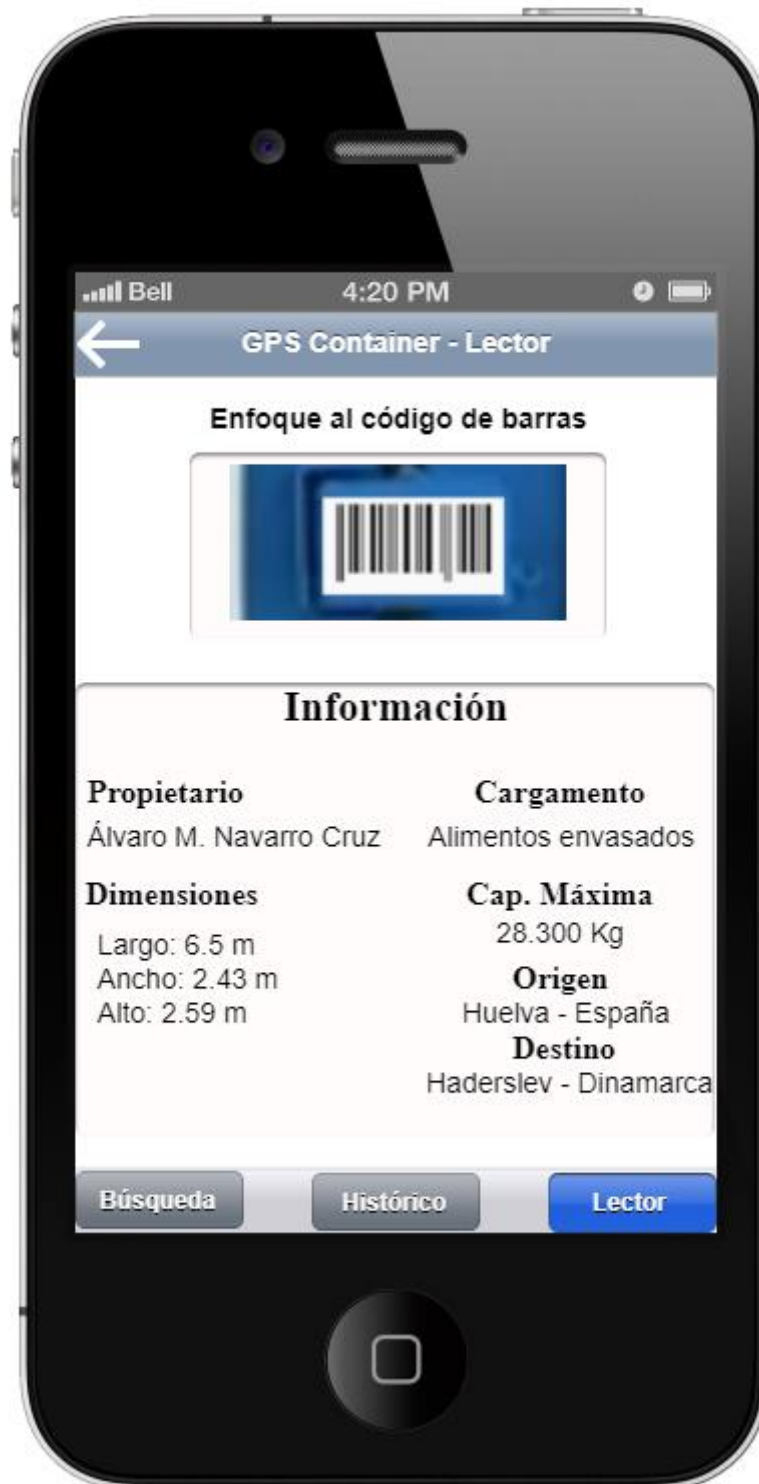 Bell 4:20 PM
GPS Container - Lector
Enfoque al código de barras
Información
Propietario
Álvaro M. Navarro Cruz
Dimensiones
Largo: 6.5 m
Ancho: 2.43 m
Alto: 2.59 m
Cargamento
Alimentos envasados
Cap. Máxima
28.300 Kg
Origen
Huelva - España
Destino
Haderslev - Dinamarca
Búsqueda Histórico Lector